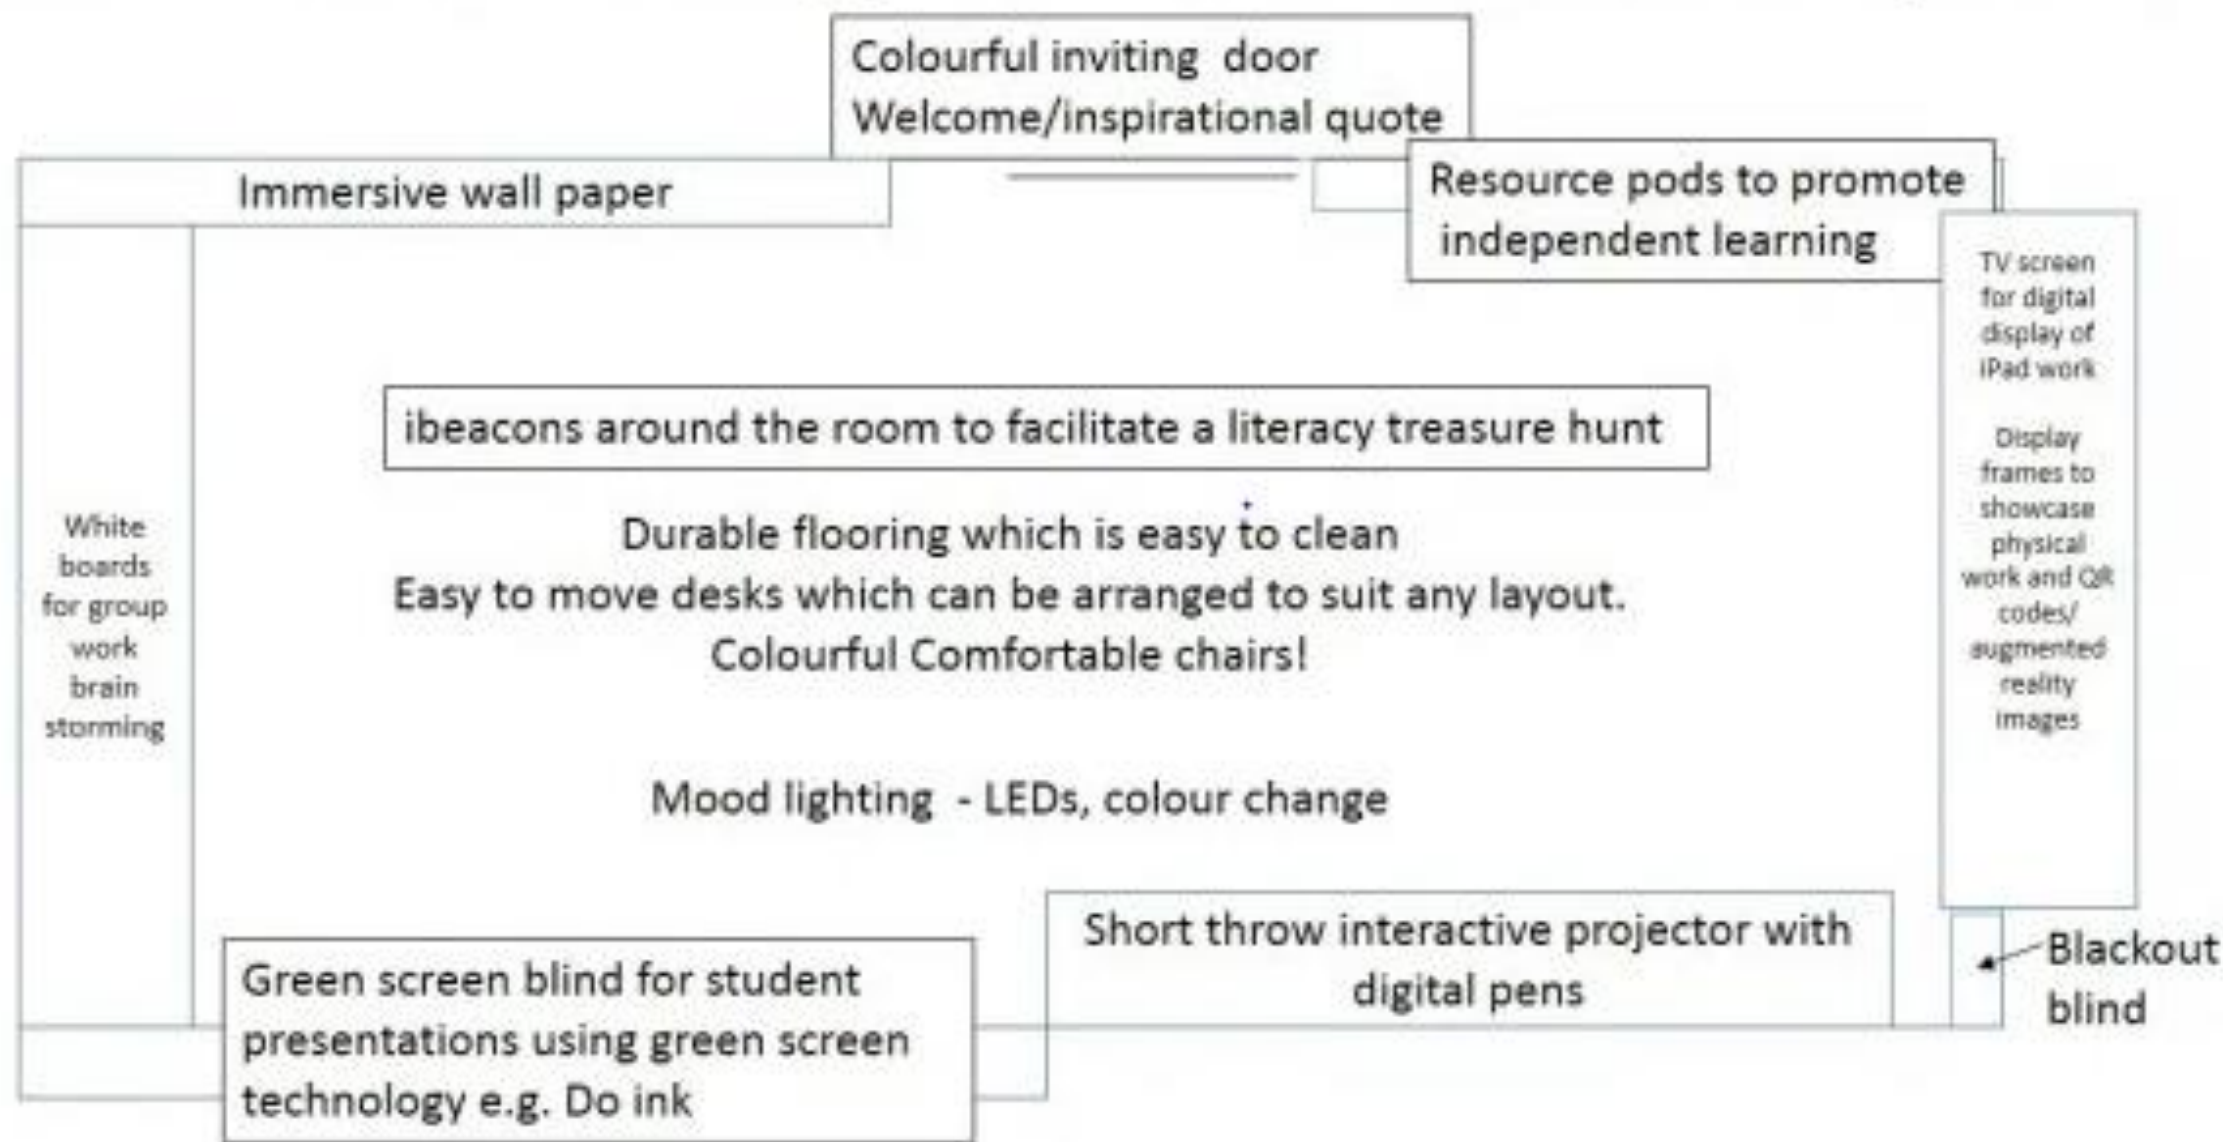 Colourful inviting  door
Welcome/inspirational quote
Immersive wall paper
Resource pods to promote
independent learning
TV screen
for digital
display of
iPad work
Display
frames to
showcase
physical
work and QR
codes/
augmented
reality
images
ibeacons around the room to facilitate a literacy treasure hunt
White
boards
for group
work
brain
storming
Durable flooring which is easy to clean
Easy to move desks which can be arranged to suit any layout.
Colourful Comfortable chairs!
Mood lighting  - LEDs, colour change
Green screen blind for student
presentations using green screen
technology e.g. Do ink
Short throw interactive projector with
digital pens
Blackout
blind